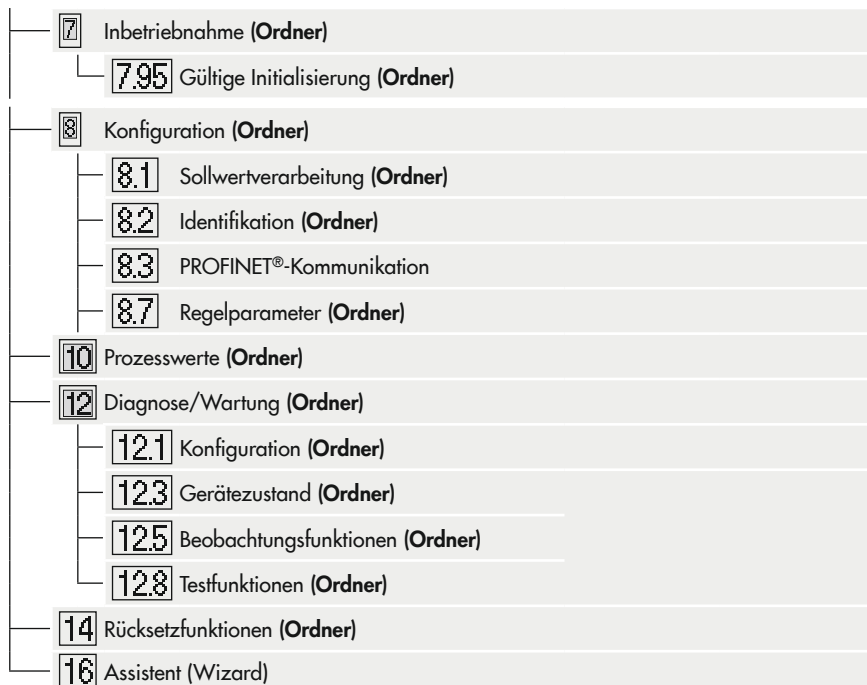 7 Inbetriebnahme (Ordner)
7.95 Gültige Initialisierung (Ordner)
8 Konfiguration (Ordner)
8.1 Sollwertverarbeitung (Ordner)
8.2 Identifikation (Ordner)
8.3 PROFINET®-Kommunikation
8.7 Regelparameter (Ordner)
10 Prozesswerte (Ordner)
12 Diagnose/Wartung (Ordner)
12.1 Konfiguration (Ordner)
12.3 Gerätezustand (Ordner)
12.5 Beobachtungsfunktionen (Ordner)
12.8 Testfunktionen (Ordner)
14 Rücksetzfunktionen (Ordner)
16 Assistent (Wizard)